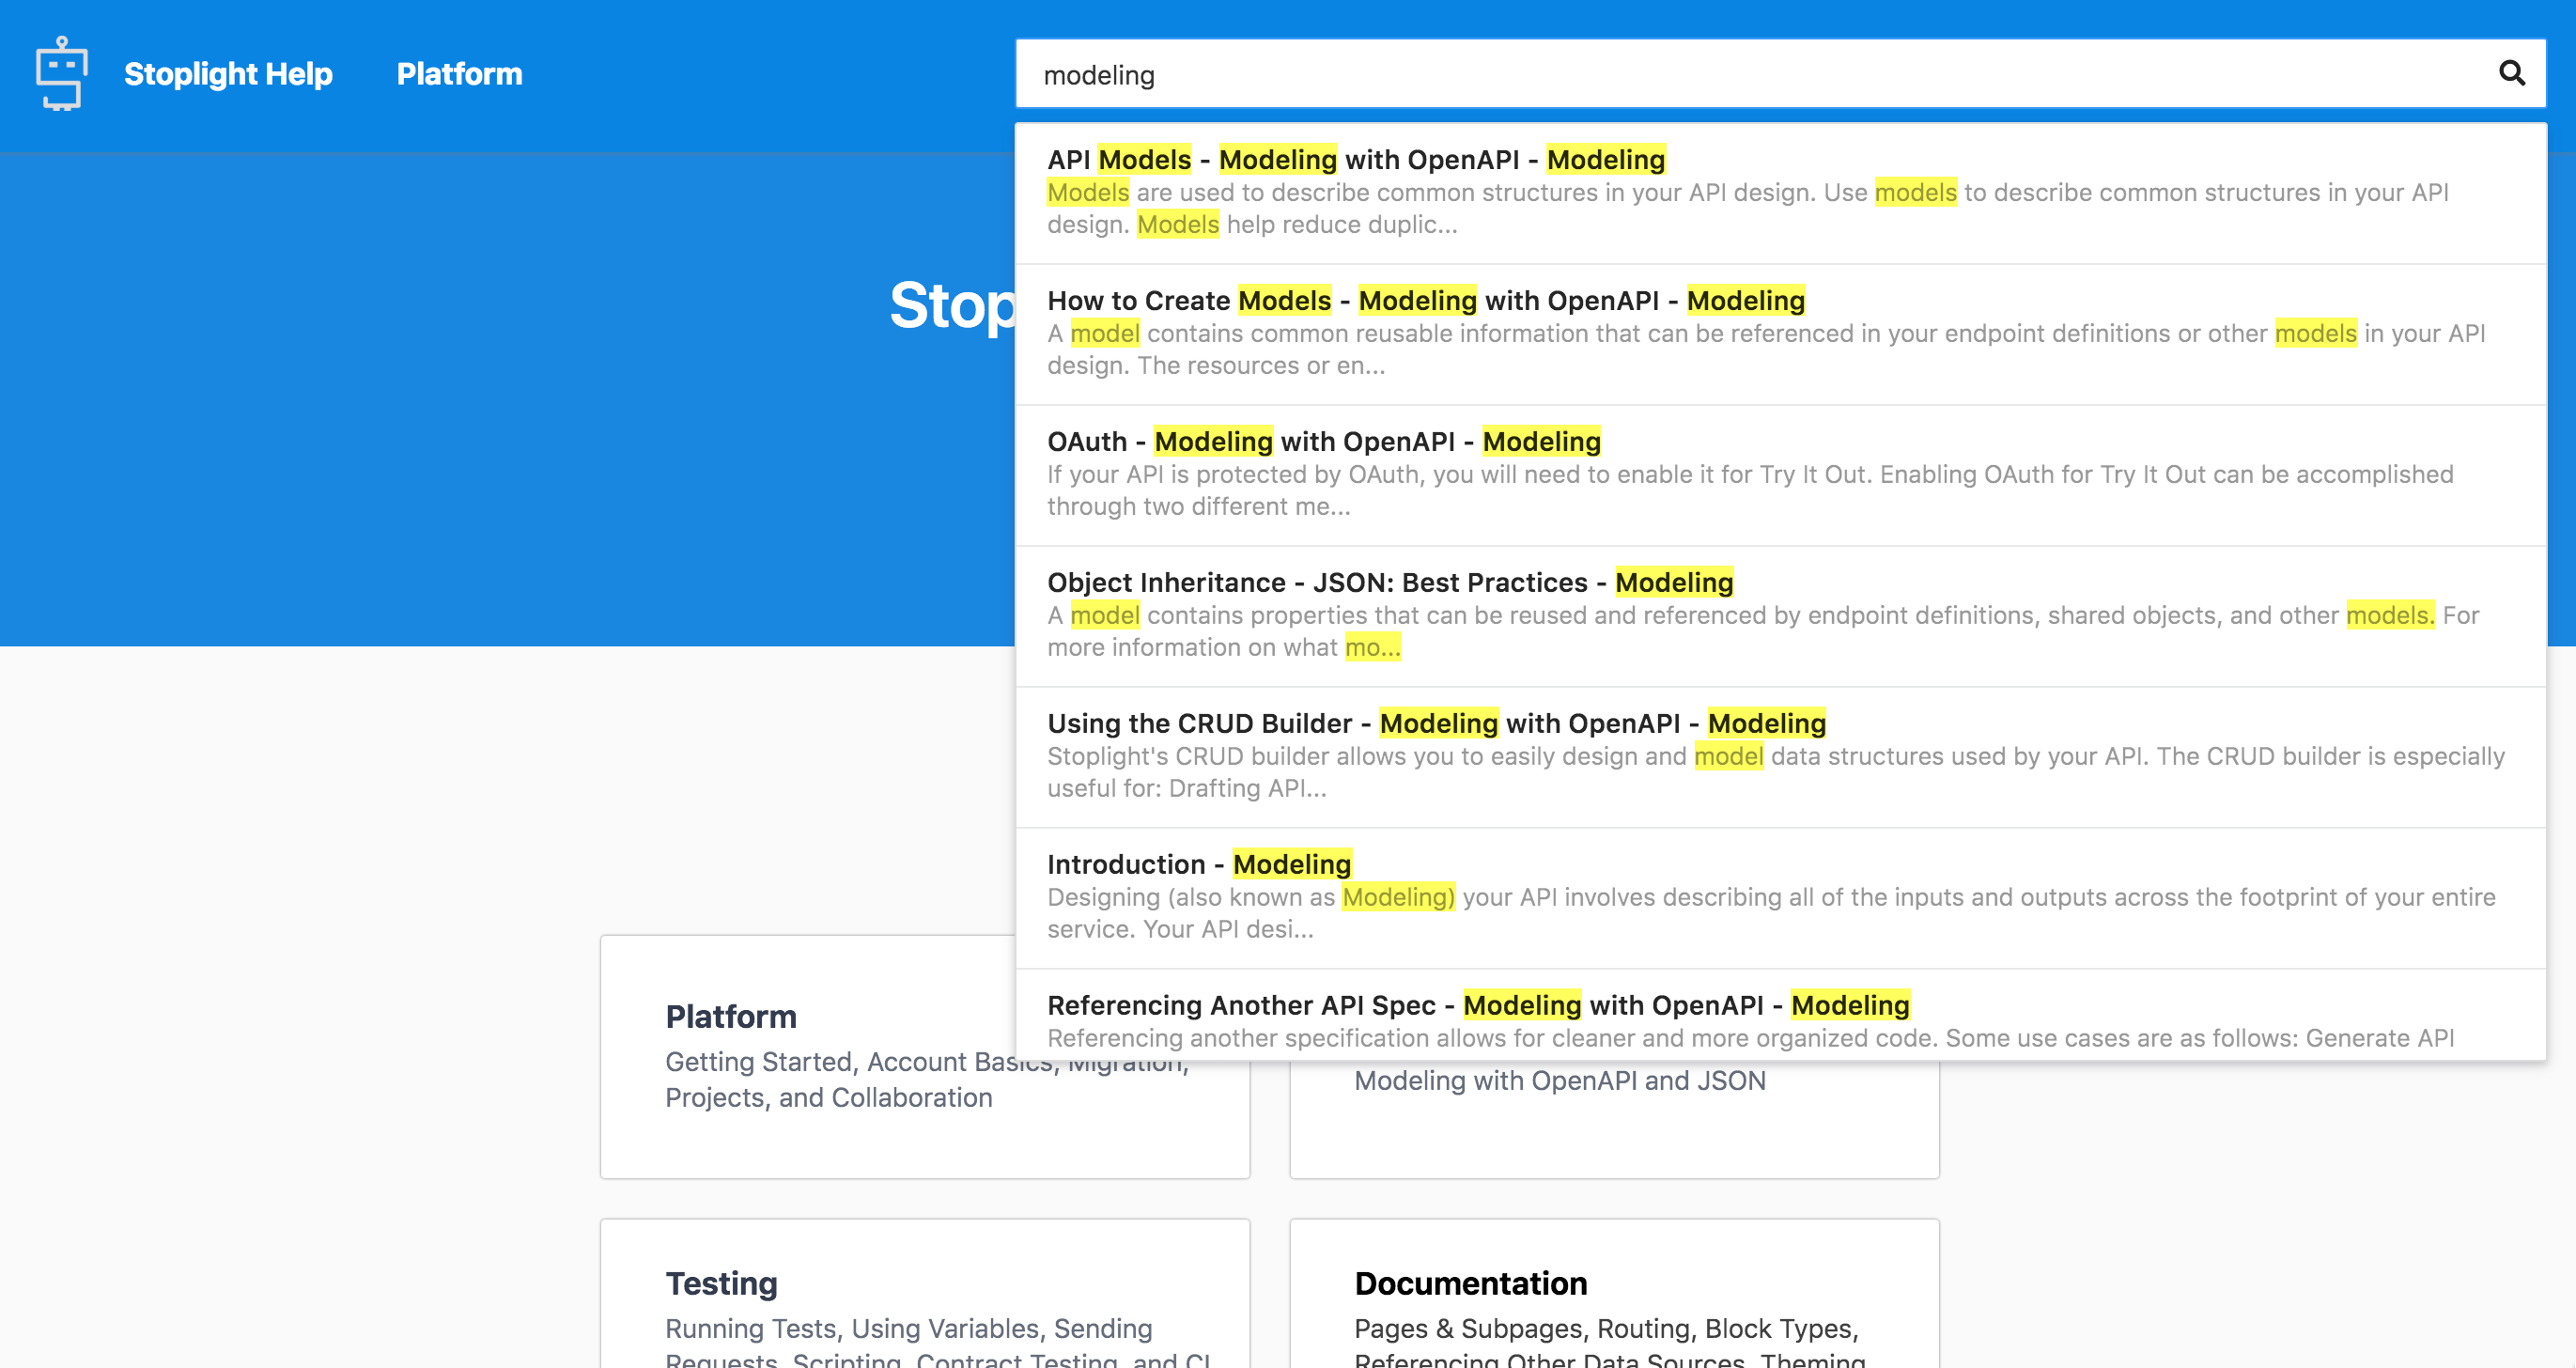 Stoplight Help
Platform
modeling
API Models - Modeling with OpenAPI - Modeling
Models are used to describe common structures in your API design. Use models to describe common structures in your API
design. Models help reduce duplic...
How to Create Models - Modeling with OpenAPI - Modeling
A model contains common reusable information that can be referenced in your endpoint definitions or other models in your API
design. The resources or en...
OAuth - Modeling with OpenAPI - Modeling
If your API is protected by OAuth, you will need to enable it for Try It Out. Enabling OAuth for Try It Out can be accomplished
through two different me...
Object Inheritance - JSON: Best Practices - Modeling
A model contains properties that can be reused and referenced by endpoint definitions, shared objects, and other models. For
more information on what mo...
Using the CRUD Builder - Modeling with OpenAPI - Modeling
Stoplight's CRUD builder allows you to easily design and model data structures used by your API. The CRUD builder is especially
useful for: Drafting API...
Introduction - Modeling
Designing (also known as Modeling) your API involves describing all of the inputs and outputs across the footprint of your entire
service. Your API desi...
Referencing Another API Spec - Modeling with OpenAPI - Modeling
Referencing another specification allows for cleaner and more organized code. Some use cases are as follows: Generate API
Stop
Platform
Getting Started, Account Basics, Migration,
Projects, and Collaboration
Modeling with OpenAPI and JSON
Testing
Running Tests, Using Variables, Sending
Requests, Scripting, Contract Testing, and CI
Documentation
Pages & Subpages, Routing, Block Types,
Referencing Other Data Sources, Theming